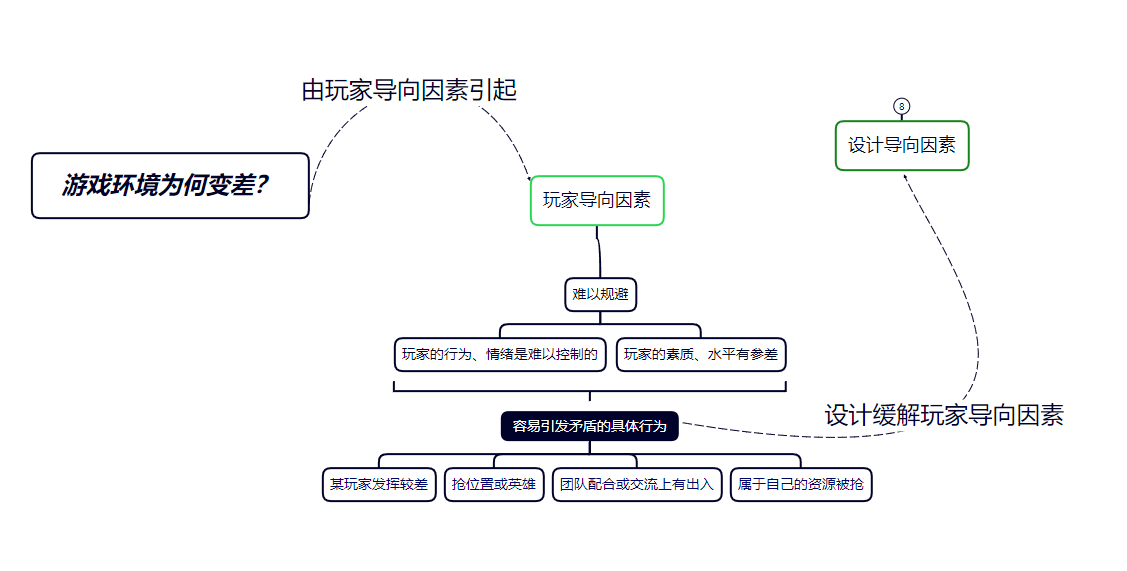 由玩家导向因素引起
8
设计导向因素
游戏环境为何变差?
玩家导向因素
难以规避
玩家的行为、情绪是难以控制的
玩家的素质、水平有参差
设计缓解玩家导向因素
容易引发矛盾的具体行为
某玩家发挥较差
抢位置或英雄
团队配合或交流上有出入
属于自己的资源被抢